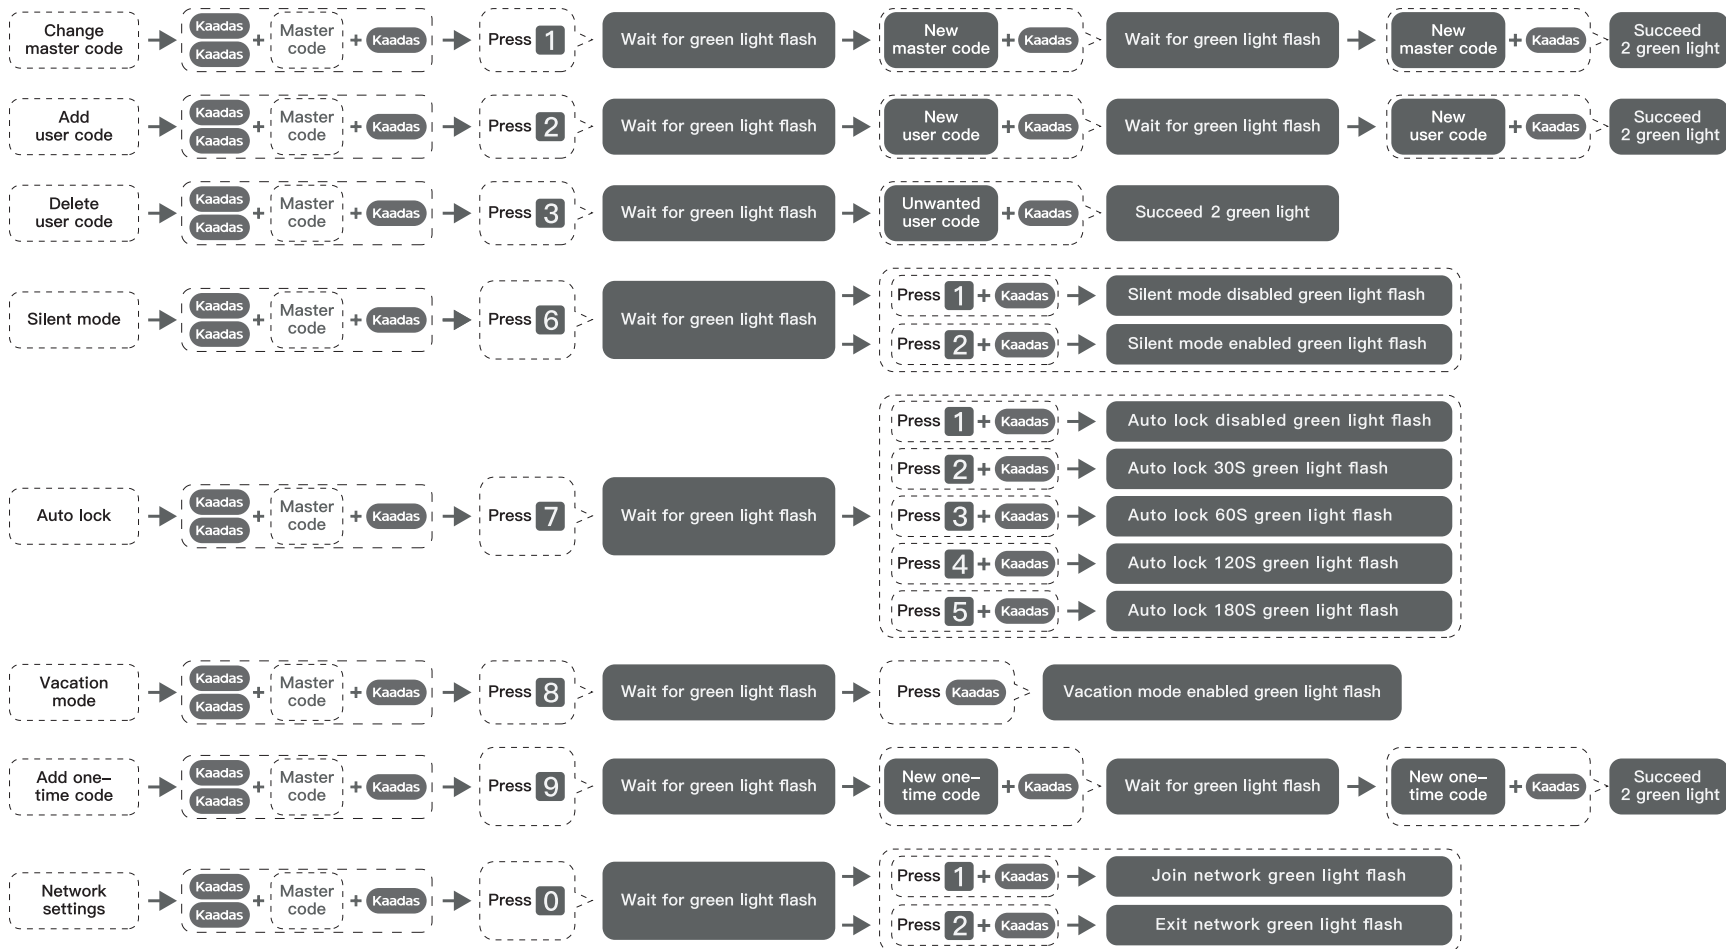 Change
master code
Kaadas
Kaadas
+
Master
code
+ Kaadas
Press 1
Wait for green light flash
New
master code
+ Kaadas
Wait for green light flash
New
master code
+ Kaadas
Succeed
2 green light
Add
user code
Kaadas
Kaadas
+
Master
code
+ Kaadas
Press 2
Wait for green light flash
New
user code
+ Kaadas
Wait for green light flash
New
user code
+ Kaadas
Succeed
2 green light
Delete
user code
Kaadas
Kaadas
+
Master
code
+ Kaadas
Press 3
Wait for green light flash
Unwanted
user code
+ Kaadas
Succeed 2 green light
Silent mode
Kaadas
Kaadas
+
Master
code
+ Kaadas
Press 6
Wait for green light flash
Press 1 + Kaadas
Silent mode disabled green light flash
Press 2 + Kaadas
Silent mode enabled green light flash
Auto lock
Kaadas
Kaadas
+
Master
code
+ Kaadas
Press 7
Wait for green light flash
Press 1 + Kaadas
Auto lock disabled green light flash
Press 2 + Kaadas
Auto lock 30S green light flash
Press 3 + Kaadas
Auto lock 60S green light flash
Press 4 + Kaadas
Auto lock 120S green light flash
Press 5 + Kaadas
Auto lock 180S green light flash
Vacation
mode
Kaadas
Kaadas
+
Master
code
+ Kaadas
Press 8
Wait for green light flash
Press Kaadas
Vacation mode enabled green light flash
Add one–
time code
Kaadas
Kaadas
+
Master
code
+ Kaadas
Press 9
Wait for green light flash
New one–
time code
+ Kaadas
Wait for green light flash
New one–
time code
+ Kaadas
Succeed
2 green light
Network
settings
Kaadas
Kaadas
+
Master
code
+ Kaadas
Press 0
Wait for green light flash
Press 1 + Kaadas
Join network green light flash
Press 2 + Kaadas
Exit network green light flash